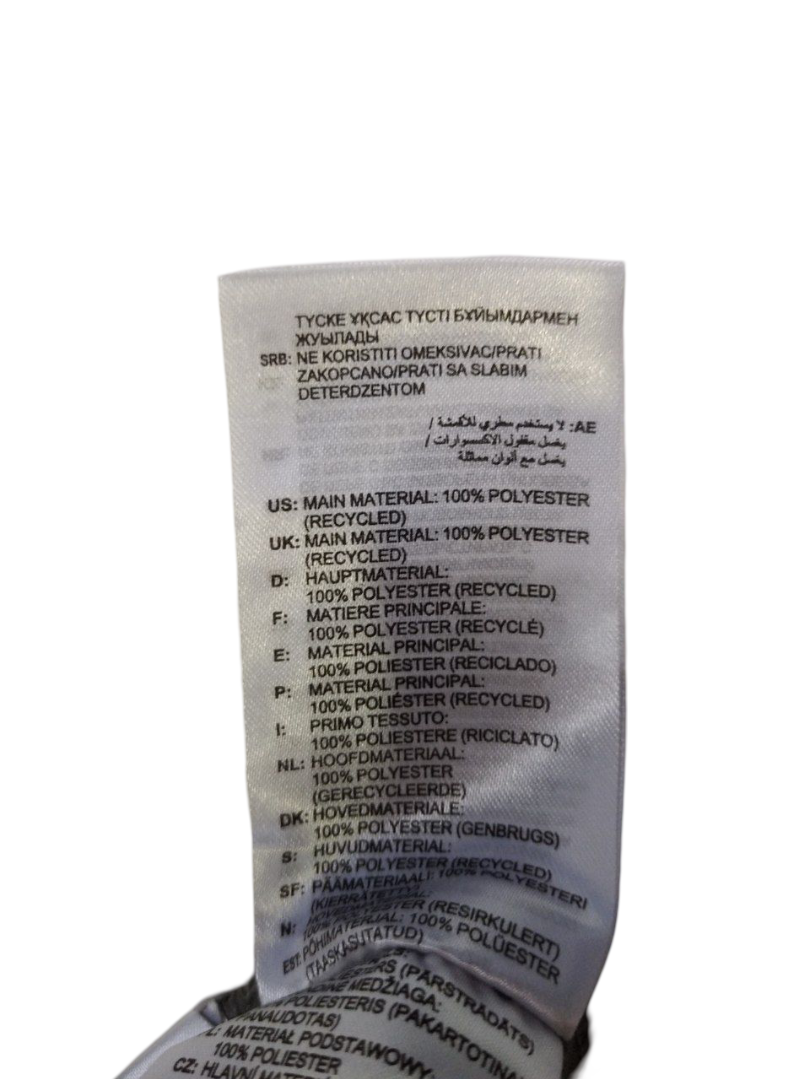 ТҮСКЕ ҰҚСАС ТҮСТІ БҰЙЫМДАРМЕН
ЖУЫЛАДЫ
SRB: NE KORISTITI OMEKSIVAC/PRATI
ZAKOPCANO/PRATI SA SLABIM
DETERDZENTOM
AE: لا يستخدم مطري للأقمشة /
يغسل مقفول الإكسسوارات /
يغسل مع ألوان مماثلة
US: MAIN MATERIAL: 100% POLYESTER
(RECYCLED)
UK: MAIN MATERIAL: 100% POLYESTER
(RECYCLED)
D: HAUPTMATERIAL:
100% POLYESTER (RECYCLED)
F: MATIERE PRINCIPALE:
100% POLYESTER (RECYCLÉ)
E: MATERIAL PRINCIPAL:
100% POLIESTER (RECICLADO)
P: MATERIAL PRINCIPAL:
100% POLIÉSTER (RECYCLED)
I: PRIMO TESSUTO:
100% POLIESTERE (RICICLATO)
NL: HOOFDMATERIAAL:
100% POLYESTER
(GERECYCLEERDE)
DK: HOVEDMATERIALE:
100% POLYESTER (GENBRUGS)
S: HUVUDMATERIAL:
100% POLYESTER (RECYCLED)
SF: PÄÄMATERIAALI: 100% POLYESTERI
(KIERRÄTETTY)
N: HOVEDMATERIAL:
100% POLYESTER (RESIRKULERT)
EST: PÕHIMATERJAL: 100% POLÜESTER
(TAASKASUTATUD)
(PĀRSTRĀDĀTS)
MEDŽIAGA:
POLIESTERIS (PAKARTOTINAI
PANAUDOTAS)
PL: MATERIAŁ PODSTAWOWY:
100% POLIESTER
CZ: HLAVNÍ